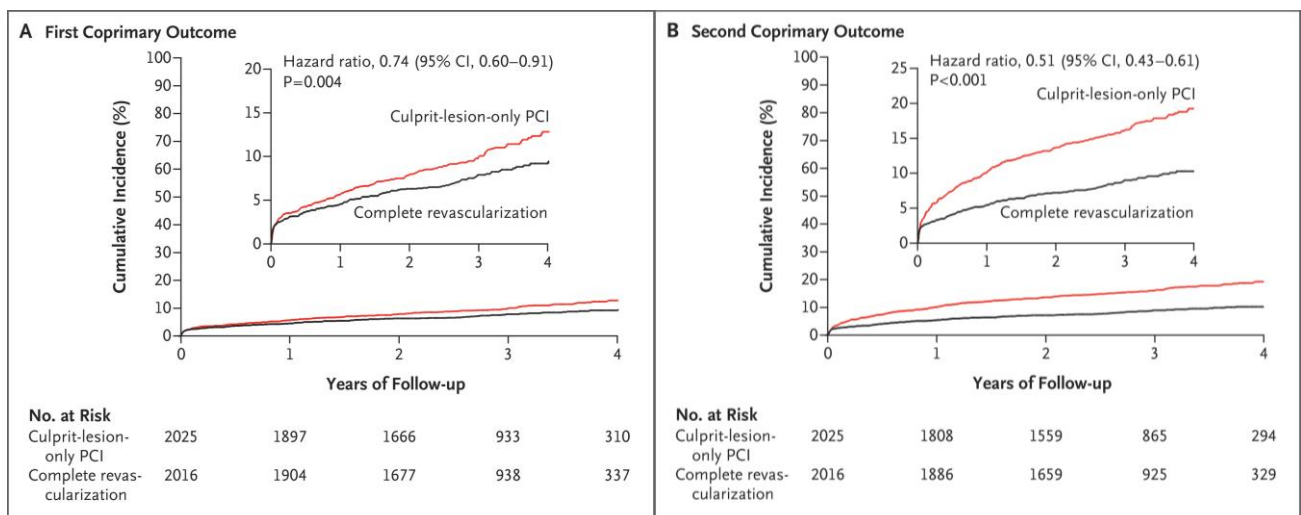 A First Coprimary Outcome
Hazard ratio, 0.74 (95% CI, 0.60–0.91)
P=0.004
Culprit-lesion-only PCI
Complete revascularization
20
15
10
5
0
0 1 2 3 4
Cumulative Incidence (%)
100
90
80
70
60
50
40
30
20
10
0
0 1 2 3 4
Years of Follow-up
No. at Risk
Culprit-lesion- 2025 1897 1666 933 310
only PCI
Complete revas- 2016 1904 1677 938 337
cularization
B Second Coprimary Outcome
Hazard ratio, 0.51 (95% CI, 0.43–0.61)
P<0.001
Culprit-lesion-only PCI
Complete revascularization
25
20
15
10
5
0
0 1 2 3 4
Cumulative Incidence (%)
100
90
80
70
60
50
40
30
20
10
0
0 1 2 3 4
Years of Follow-up
No. at Risk
Culprit-lesion- 2025 1808 1559 865 294
only PCI
Complete revas- 2016 1886 1659 925 329
cularization